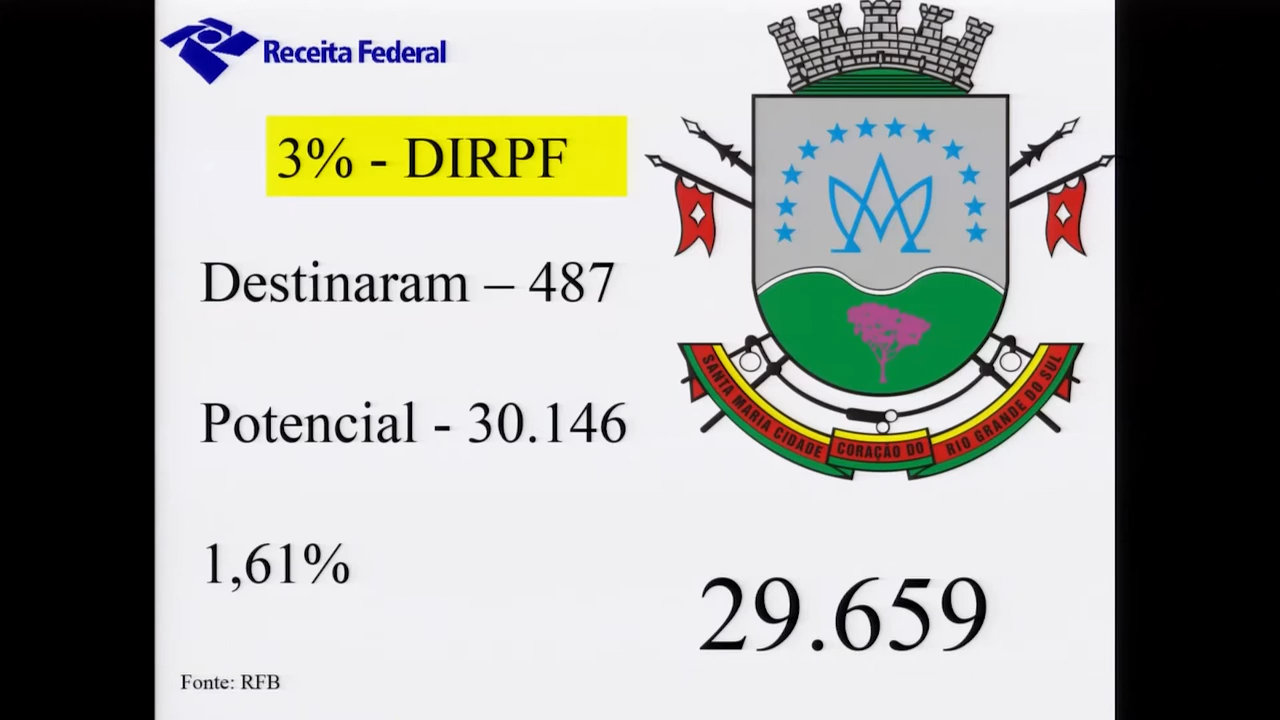 Receita Federal
3% - DIRPF
Destinaram – 487
Potencial - 30.146
1,61%
SANTA MARIA CIDADE CORAÇÃO DO RIO GRANDE DO SUL
29.659
Fonte: RFB